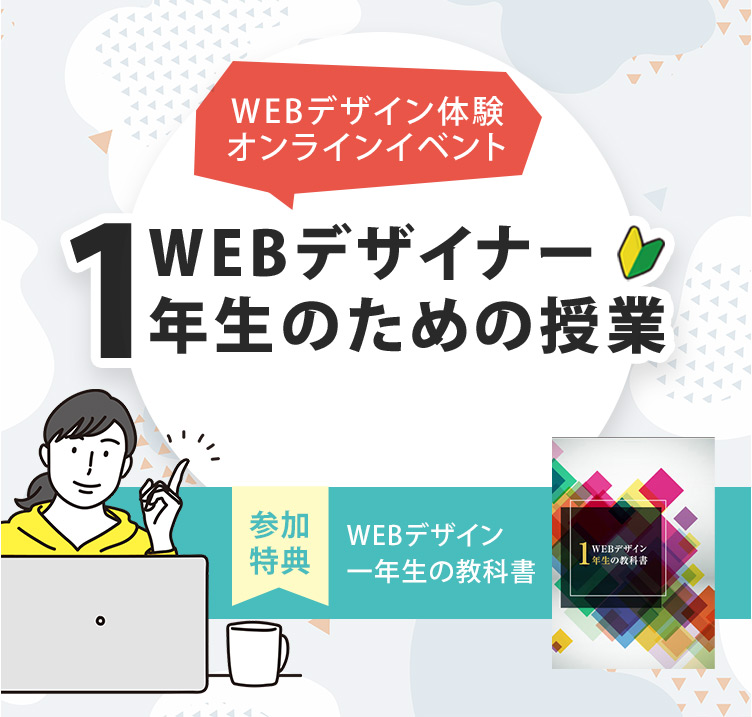 WEBデザイン体験
オンラインイベント
WEBデザイナー
1年生のための授業
参加
特典
WEBデザイン
一年生の教科書
WEBデザイン
1年生の教科書